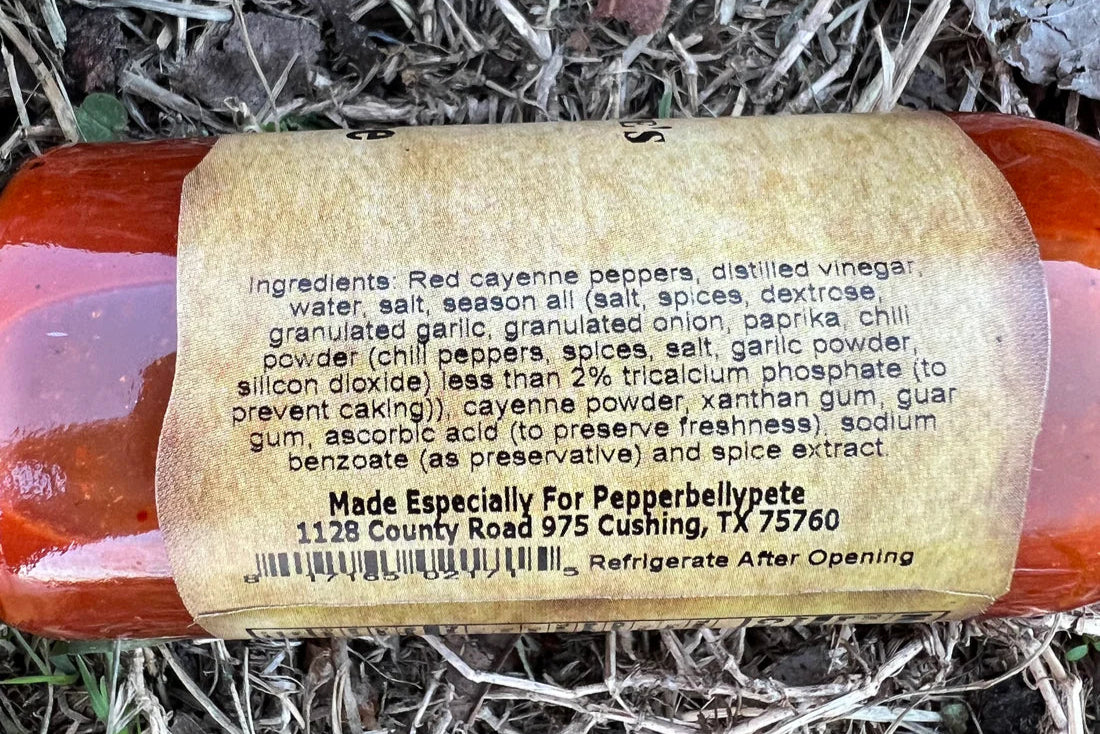 Ingredients: Red cayenne peppers, distilled vinegar,
water, salt, season all (salt, spices, dextrose,
granulated garlic, granulated onion, paprika, chili
powder (chili peppers, spices, salt, garlic powder,
silicon dioxide) less than 2% tricalcium phosphate (to
prevent caking)), cayenne powder, xanthan gum, guar
gum, ascorbic acid (to preserve freshness), sodium
benzoate (as preservative) and spice extract.
Made Especially For Pepperbellypete
1128 County Road 975 Cushing, TX 75760
Refrigerate After Opening